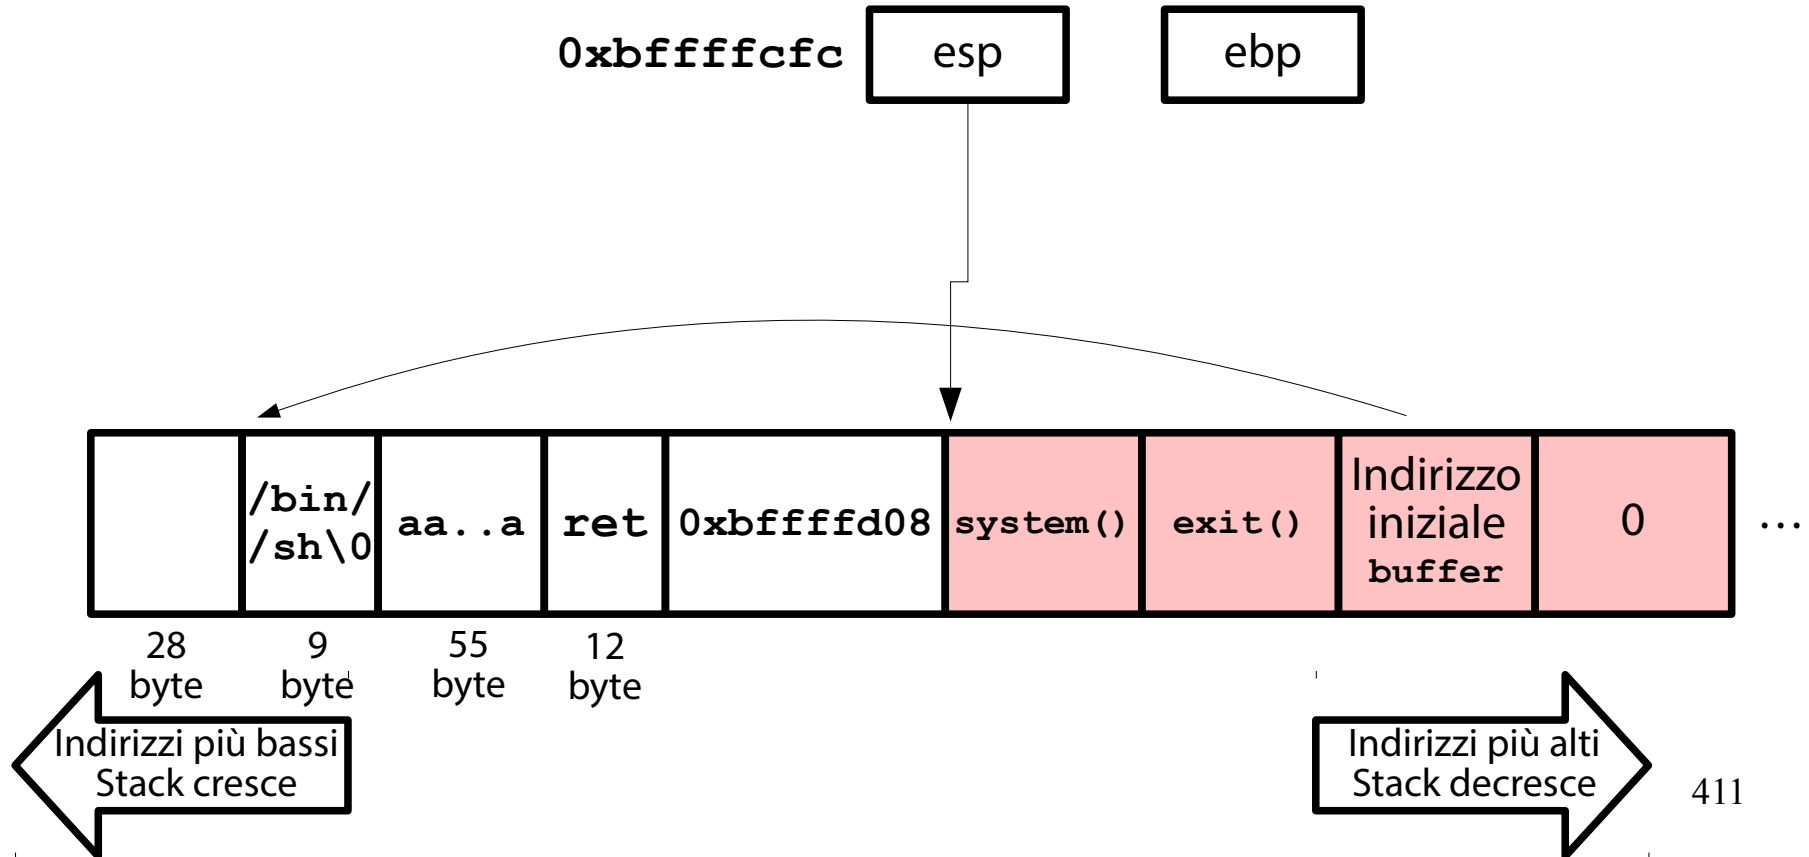 0xbffffcfc
esp
ebp
/bin/
/sh\0
aa..a
ret
0xbffffd08
system()
exit()
Indirizzo
iniziale
buffer
0
...
28
byte
9
byte
55
byte
12
byte
Indirizzi più bassi
Stack cresce
Indirizzi più alti
Stack decresce
411